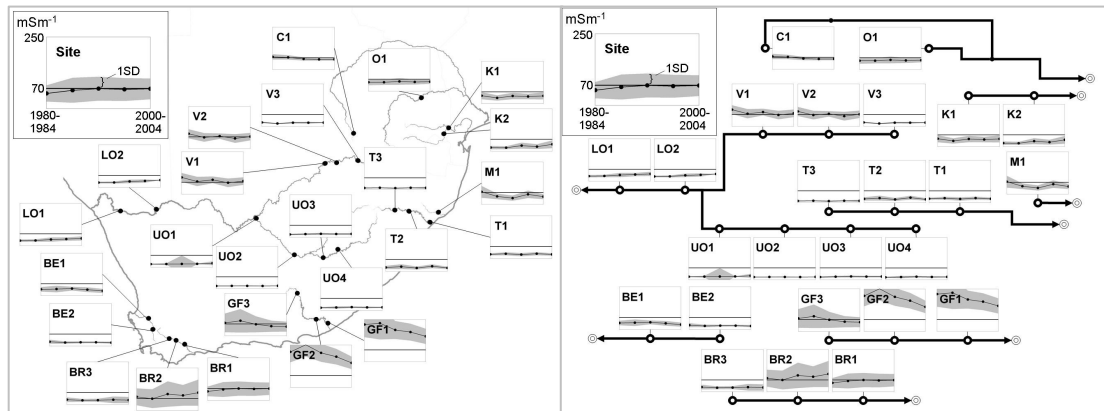 mSm⁻¹
250
Site
1SD
70
1980-
1984
2000-
2004
C1
O1
V3
K1
V2
K2
LO2
V1
T3
M1
LO1
UO3
T1
UO1
UO2
T2
BE1
UO4
GF3
BE2
GF1
GF2
BR3
BR2
BR1
mSm⁻¹
250
Site
1SD
70
1980-
1984
2000-
2004
C1
O1
V1
V2
V3
K1
K2
LO1
LO2
T3
T2
T1
M1
UO1
UO2
UO3
UO4
BE1
BE2
GF3
GF2
GF1
BR3
BR2
BR1